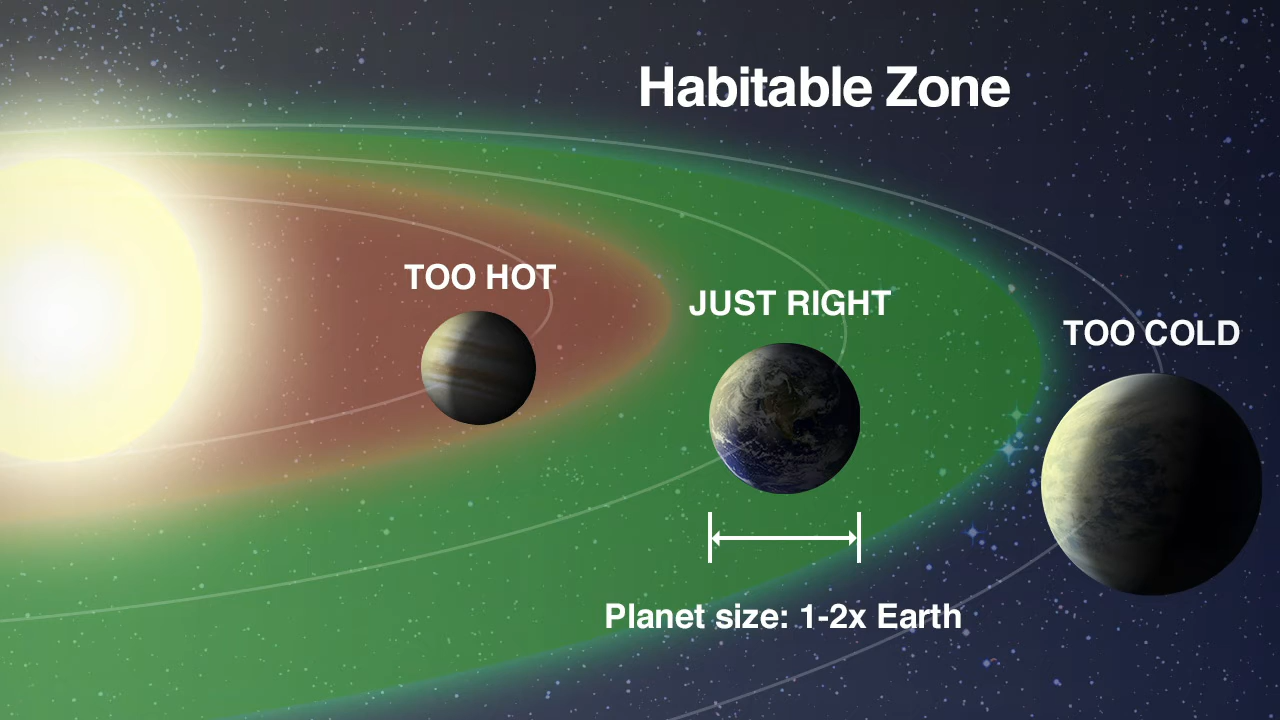 Habitable Zone
TOO HOT
JUST RIGHT
TOO COLD
Planet size: 1-2x Earth